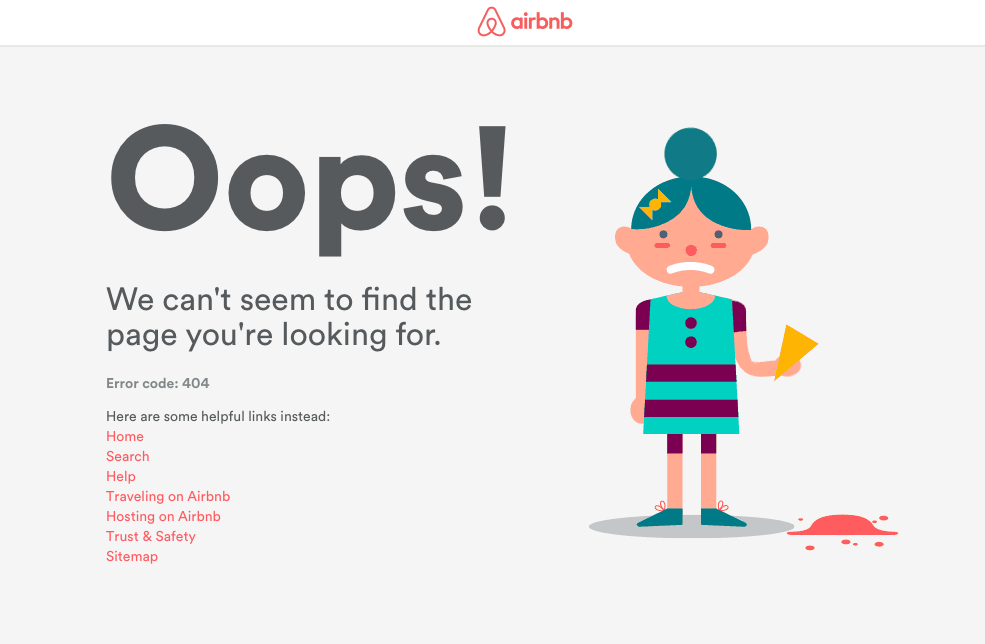 airbnb
Oops!
We can't seem to find the
page you're looking for.
Error code: 404
Here are some helpful links instead:
Home
Search
Help
Traveling on Airbnb
Hosting on Airbnb
Trust & Safety
Sitemap